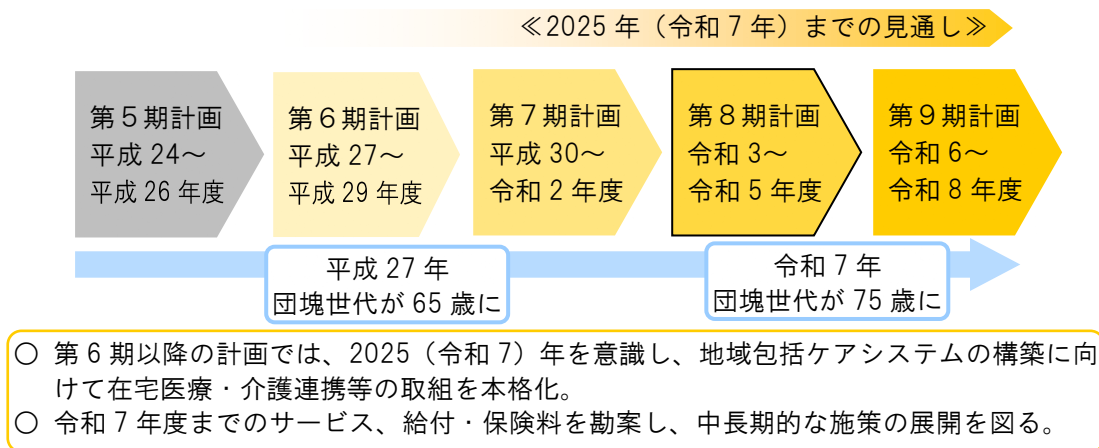 ≪2025 年（令和 7 年）までの見通し≫
第５期計画
平成 24～
平成 26 年度
第６期計画
平成 27～
平成 29 年度
第７期計画
平成 30～
令和 2 年度
第８期計画
令和 3～
令和 5 年度
第９期計画
令和 6～
令和 8 年度
平成 27 年
団塊世代が 65 歳に
令和 7 年
団塊世代が 75 歳に
○ 第 6 期以降の計画では、2025（令和 7）年を意識し、地域包括ケアシステムの構築に向
けて在宅医療・介護連携等の取組を本格化。
○ 令和 7 年度までのサービス、給付・保険料を勘案し、中長期的な施策の展開を図る。